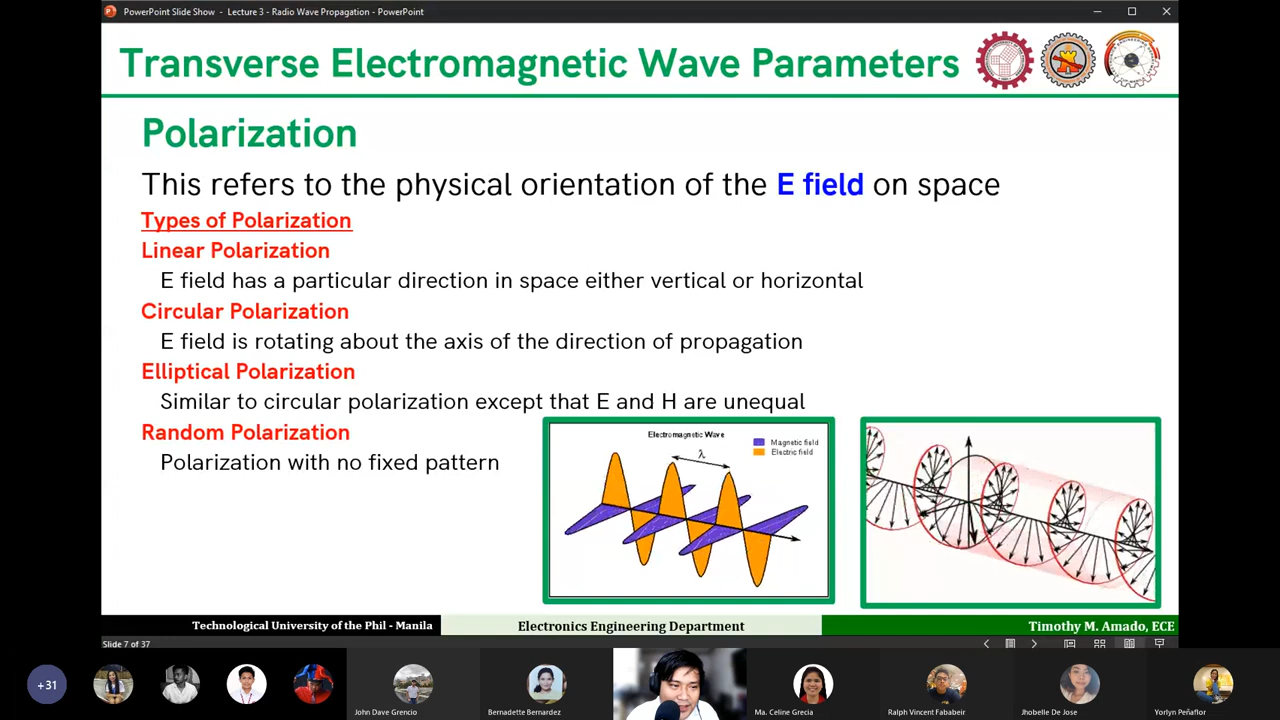 PowerPoint Slide Show - Lecture 3 - Radio Wave Propagation - PowerPoint
Transverse Electromagnetic Wave Parameters
Polarization
This refers to the physical orientation of the E field on space
Types of Polarization
Linear Polarization
E field has a particular direction in space either vertical or horizontal
Circular Polarization
E field is rotating about the axis of the direction of propagation
Elliptical Polarization
Similar to circular polarization except that E and H are unequal
Random Polarization
Polarization with no fixed pattern
Electromagnetic Wave
Magnetic field
Electric field
λ
Technological University of the Phil - Manila
Electronics Engineering Department
Timothy M. Amado, ECE
Slide 7 of 37
+31
John Dave Grencio
Bernadette Bernardez
Ma. Celine Grecia
Ralph Vincent Fababeir
Jhobelle De Jose
Yorlyn Peñaflor